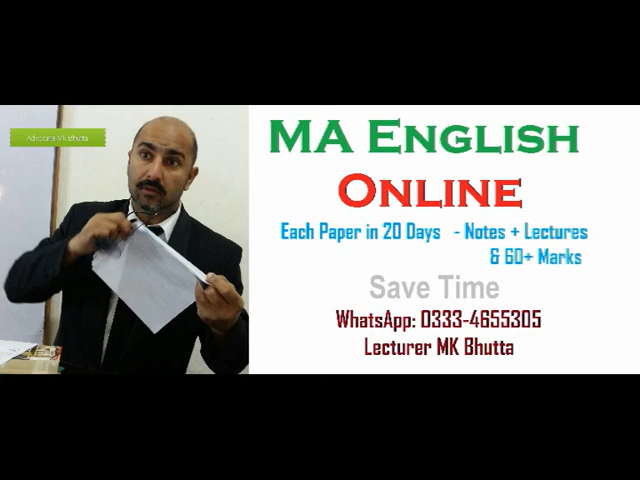 Advocate MK Bhutta
MA English
Online
Each Paper in 20 Days - Notes + Lectures
& 60+ Marks
Save Time
WhatsApp: 0333-4655305
Lecturer MK Bhutta